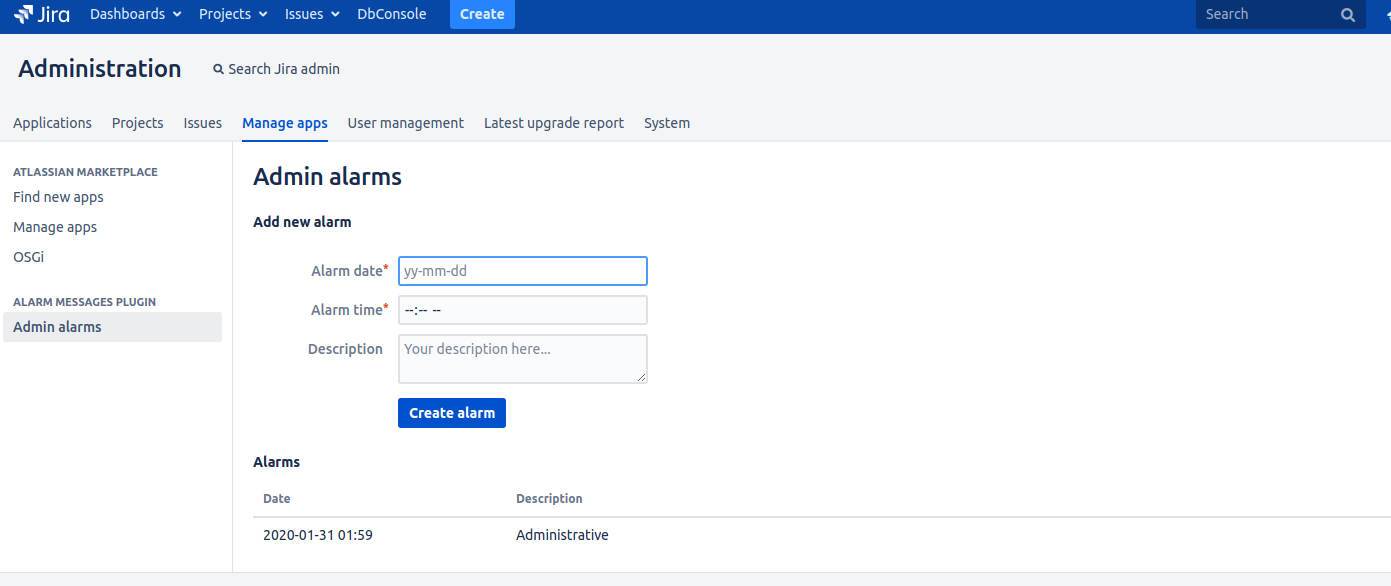 Jira Dashboards Projects Issues DbConsole Create Search
Administration Search Jira admin
Applications Projects Issues Manage apps User management Latest upgrade report System
ATLASSIAN MARKETPLACE
Find new apps
Manage apps
OSGi
ALARM MESSAGES PLUGIN
Admin alarms
Admin alarms
Add new alarm
Alarm date* yy-mm-dd
Alarm time* --:-- --
Description Your description here...
Create alarm
Alarms
Date Description
2020-01-31 01:59 Administrative